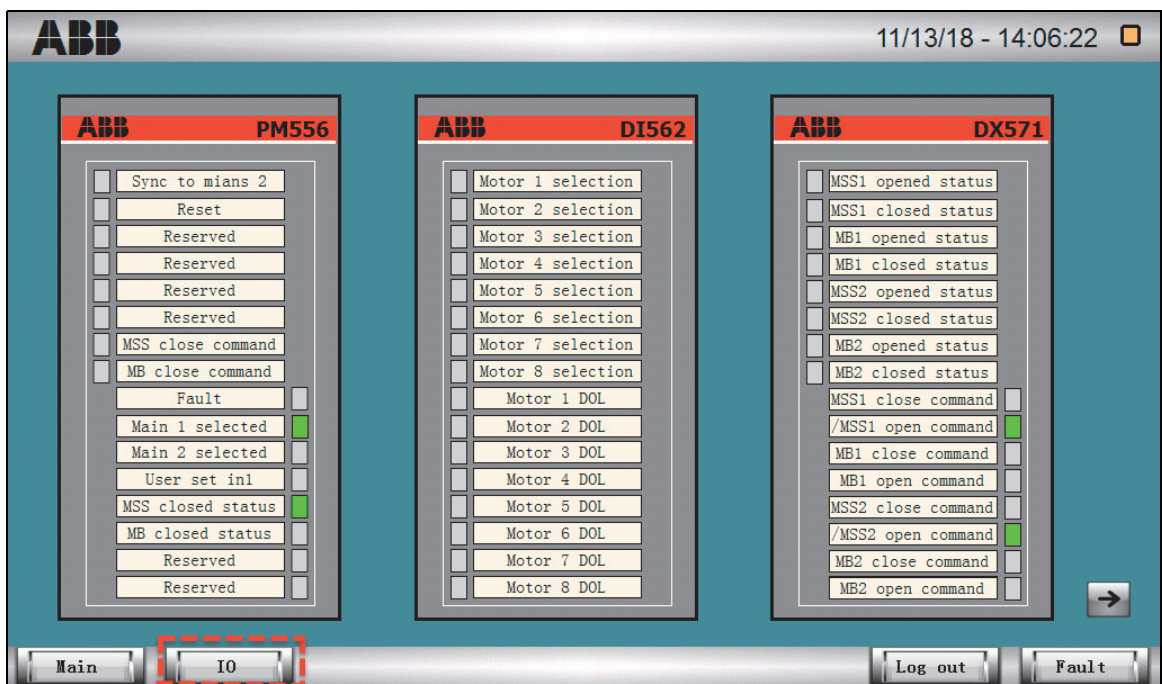 ABB
11/13/18 - 14:06:22
ABB PM556
Sync to mians 2
Reset
Reserved
Reserved
Reserved
Reserved
MSS close command
MB close command
Fault
Main 1 selected
Main 2 selected
User set in1
MSS closed status
MB closed status
Reserved
Reserved
ABB DI562
Motor 1 selection
Motor 2 selection
Motor 3 selection
Motor 4 selection
Motor 5 selection
Motor 6 selection
Motor 7 selection
Motor 8 selection
Motor 1 DOL
Motor 2 DOL
Motor 3 DOL
Motor 4 DOL
Motor 5 DOL
Motor 6 DOL
Motor 7 DOL
Motor 8 DOL
ABB DX571
MSS1 opened status
MSS1 closed status
MB1 opened status
MB1 closed status
MSS2 opened status
MSS2 closed status
MB2 opened status
MB2 closed status
MSS1 close command
/MSS1 open command
MB1 close command
MB1 open command
MSS2 close command
/MSS2 open command
MB2 close command
MB2 open command
Main
IO
Log out
Fault